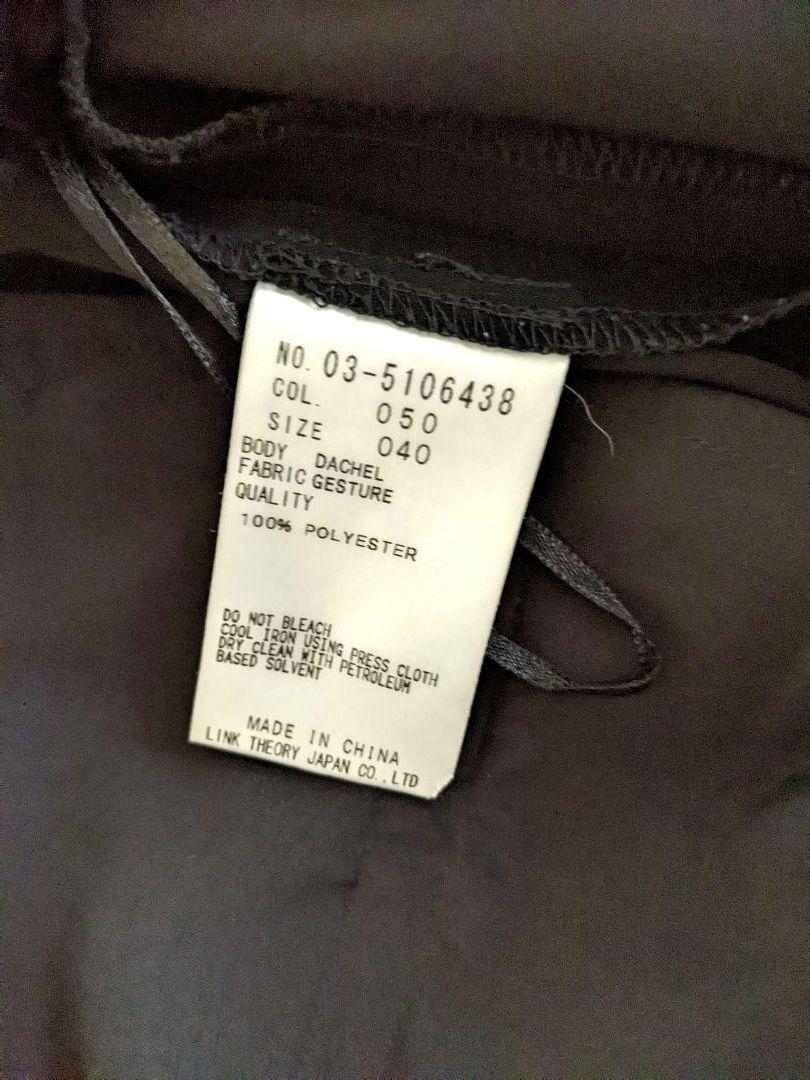 NO. 03-5106438
COL. 050
SIZE 040
BODY DACHEL
FABRIC GESTURE
QUALITY
100% POLYESTER
DO NOT BLEACH
COOL IRON USING PRESS CLOTH
DRY CLEAN WITH PETROLEUM
BASED SOLVENT
MADE IN CHINA
LINK THEORY JAPAN CO.,LTD